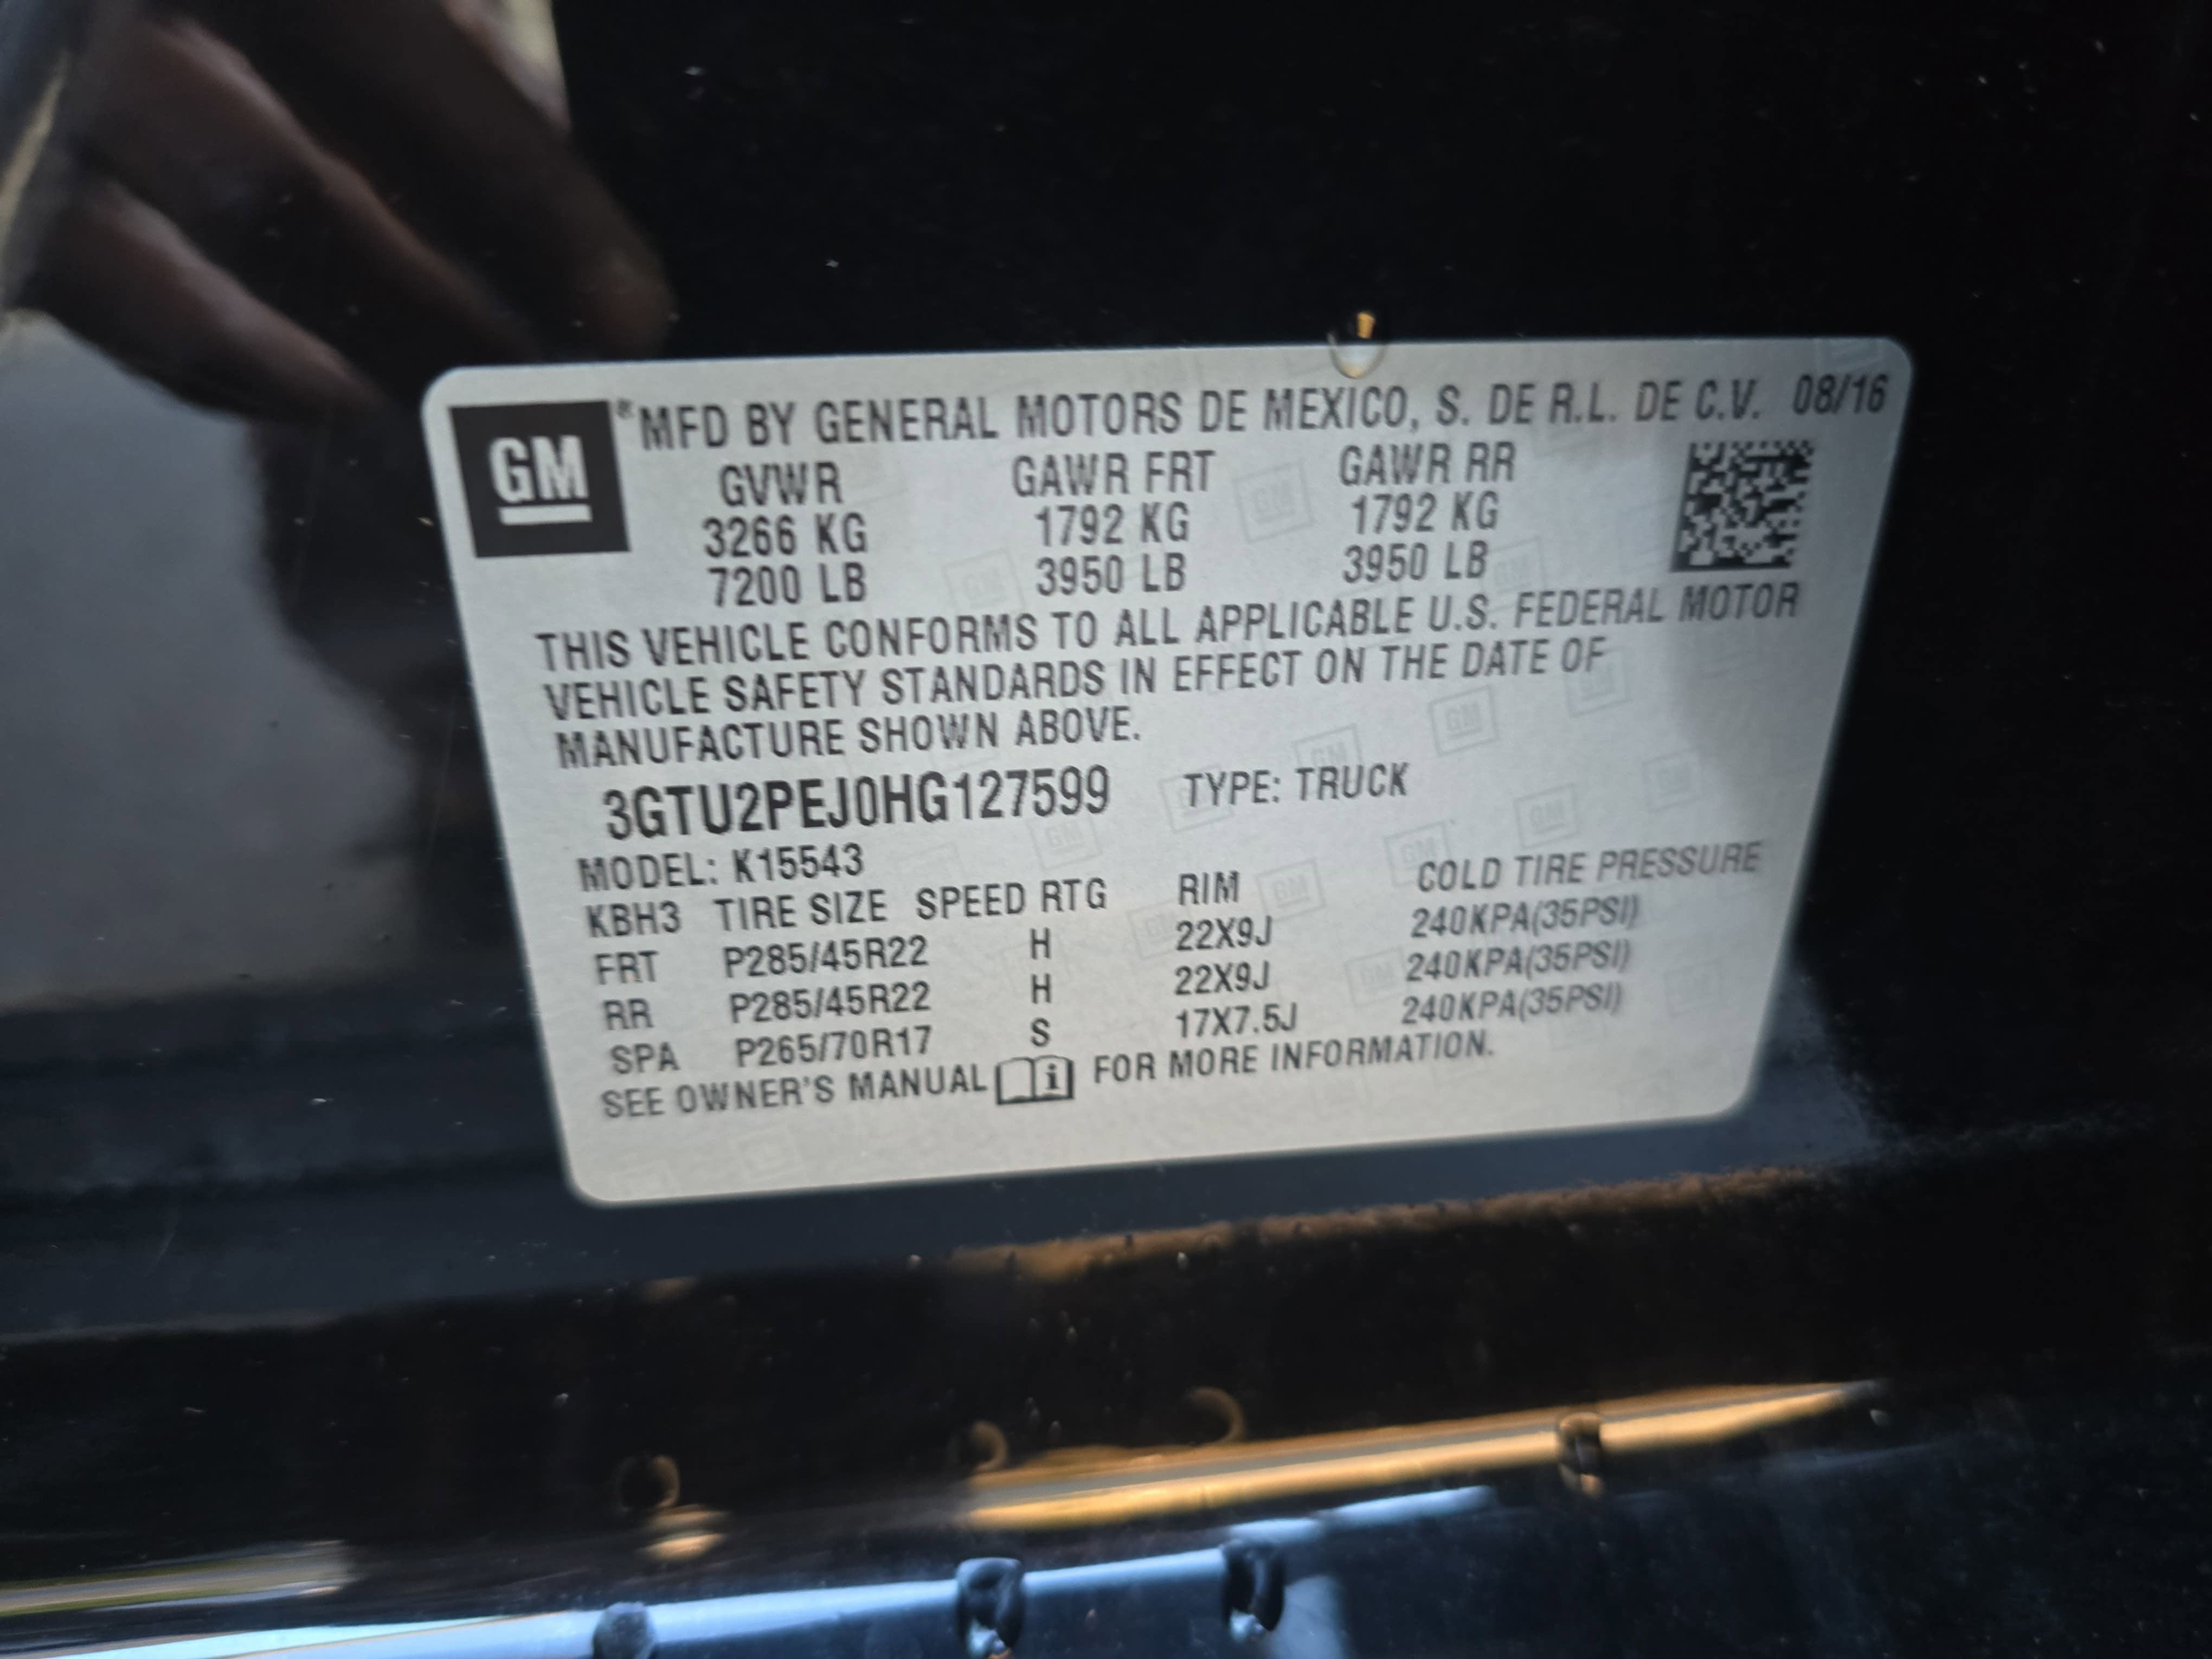 GM
® MFD BY GENERAL MOTORS DE MEXICO, S. DE R.L. DE C.V. 08/16
GVWR GAWR FRT GAWR RR
3266 KG 1792 KG 1792 KG
7200 LB 3950 LB 3950 LB
THIS VEHICLE CONFORMS TO ALL APPLICABLE U.S. FEDERAL MOTOR
VEHICLE SAFETY STANDARDS IN EFFECT ON THE DATE OF
MANUFACTURE SHOWN ABOVE.
3GTU2PEJ0HG127599 TYPE: TRUCK
MODEL: K15543
KBH3 TIRE SIZE SPEED RTG RIM COLD TIRE PRESSURE
FRT P285/45R22 H 22X9J 240KPA(35PSI)
RR P285/45R22 H 22X9J 240KPA(35PSI)
SPA P265/70R17 S 17X7.5J 240KPA(35PSI)
SEE OWNER'S MANUAL i FOR MORE INFORMATION.